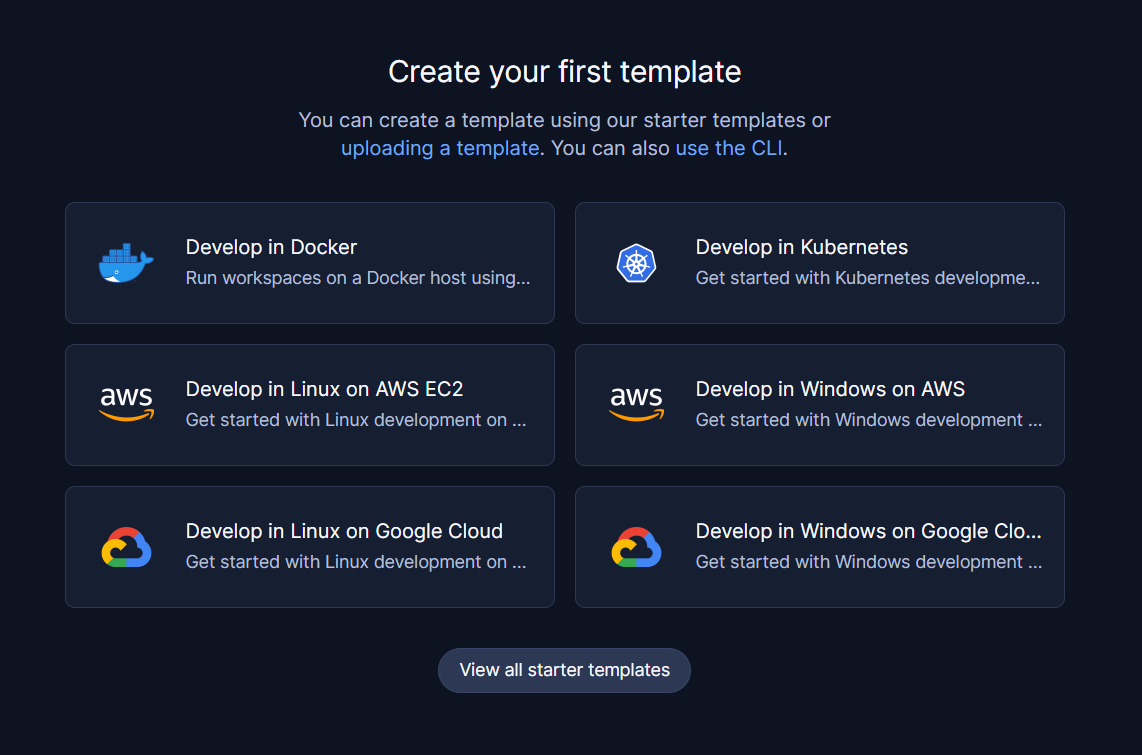 Create your first template
You can create a template using our starter templates or
uploading a template. You can also use the CLI.
Develop in Docker
Run workspaces on a Docker host using...
Develop in Kubernetes
Get started with Kubernetes developme...
aws
Develop in Linux on AWS EC2
Get started with Linux development on ...
aws
Develop in Windows on AWS
Get started with Windows development ...
Develop in Linux on Google Cloud
Get started with Linux development on ...
Develop in Windows on Google Clo...
Get started with Windows development ...
View all starter templates